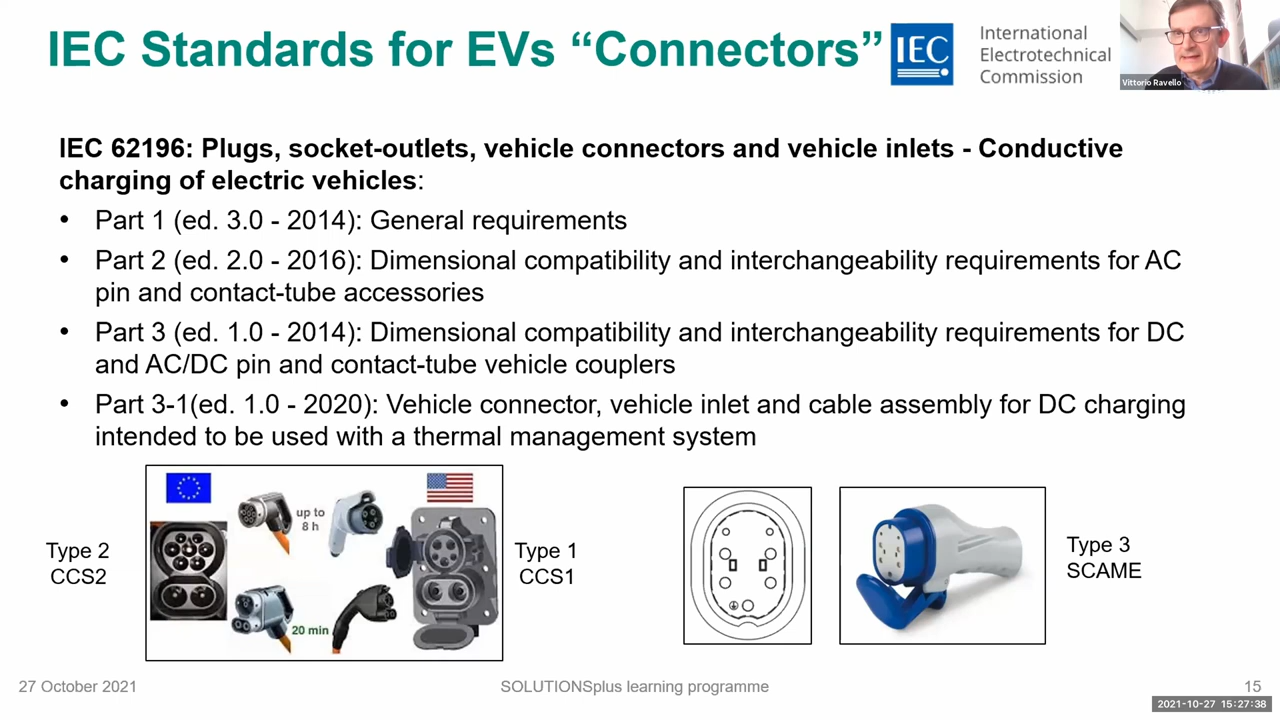 IEC Standards for EVs “Connectors”
IEC
International
Electrotechnical
Commission
Vittorio Ravello
IEC 62196: Plugs, socket-outlets, vehicle connectors and vehicle inlets - Conductive
charging of electric vehicles:
• Part 1 (ed. 3.0 - 2014): General requirements
• Part 2 (ed. 2.0 - 2016): Dimensional compatibility and interchangeability requirements for AC
pin and contact-tube accessories
• Part 3 (ed. 1.0 - 2014): Dimensional compatibility and interchangeability requirements for DC
and AC/DC pin and contact-tube vehicle couplers
• Part 3-1(ed. 1.0 - 2020): Vehicle connector, vehicle inlet and cable assembly for DC charging
intended to be used with a thermal management system
Type 2
CCS2
up to
8 h
20 min
Type 1
CCS1
Type 3
SCAME
27 October 2021
SOLUTIONSplus learning programme
15
2021-10-27 15:27:38